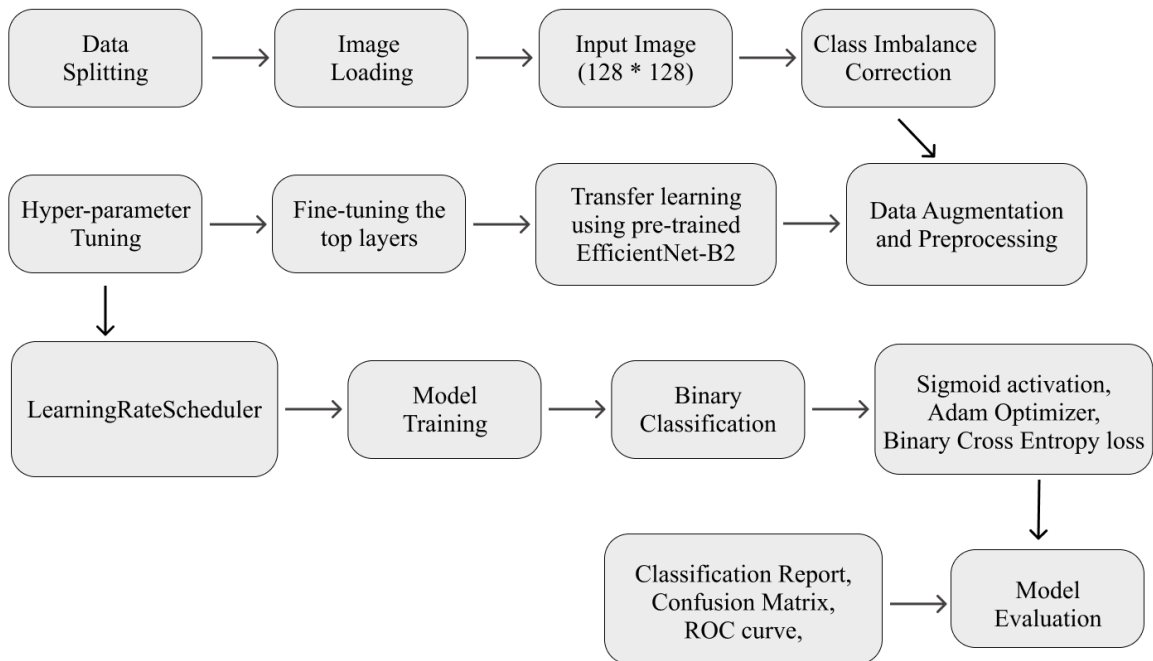 Data
Splitting
Image
Loading
Input Image
(128 * 128)
Class Imbalance
Correction
Hyper-parameter
Tuning
Fine-tuning the
top layers
Transfer learning
using pre-trained
EfficientNet-B2
Data Augmentation
and Preprocessing
LearningRateScheduler
Model
Training
Binary
Classification
Sigmoid activation,
Adam Optimizer,
Binary Cross Entropy loss
Classification Report,
Confusion Matrix,
ROC curve,
Model
Evaluation